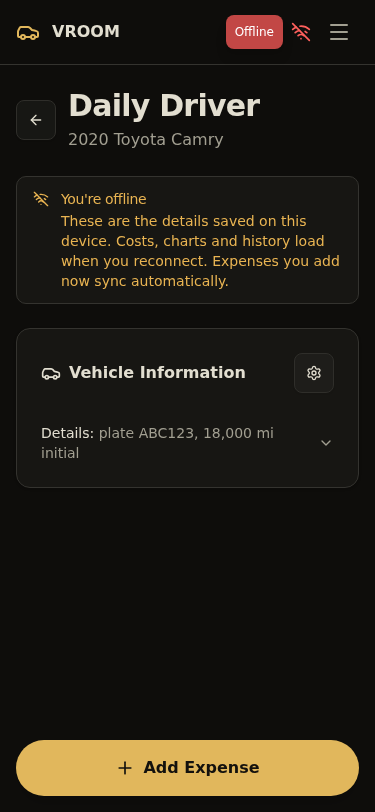 VROOM
Offline
Daily Driver
2020 Toyota Camry
You're offline
These are the details saved on this
device. Costs, charts and history load
when you reconnect. Expenses you add
now sync automatically.
Vehicle Information
Details: plate ABC123, 18,000 mi
initial
Add Expense